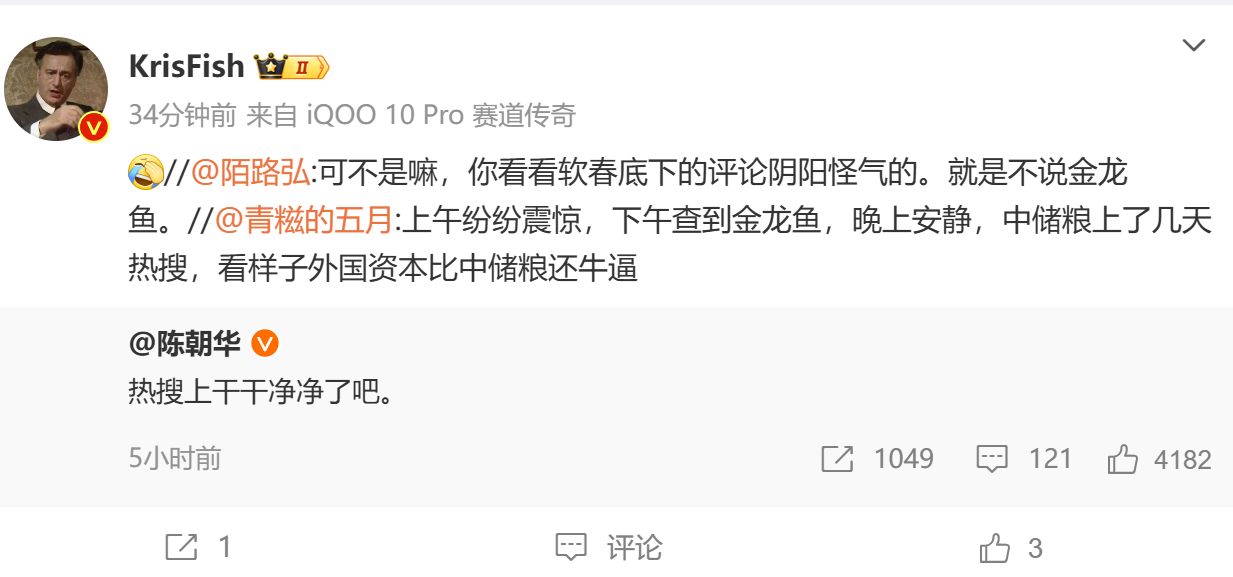 KrisFish II
34分钟前 来自 iQOO 10 Pro 赛道传奇
//@陌路弘:可不是嘛，你看看软春底下的评论阴阳怪气的。就是不说金龙
鱼。//@青糍的五月:上午纷纷震惊，下午查到金龙鱼，晚上安静，中储粮上了几天
热搜，看样子外国资本比中储粮还牛逼
@陈朝华
热搜上干干净净了吧。
5小时前 1049 121 4182
1 评论 3